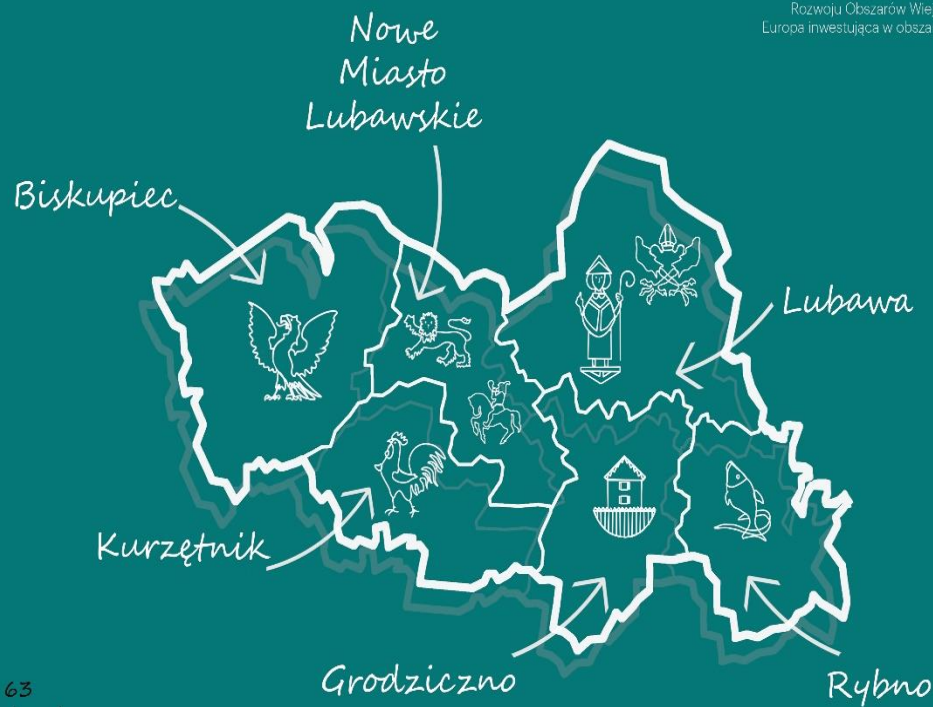 Rozwoju Obszarów Wie
Europa inwestująca w obsza
Nowe
Miasto
Lubawskie
Biskupiec
Lubawa
Kurzętnik
Grodziczno
Rybno
63